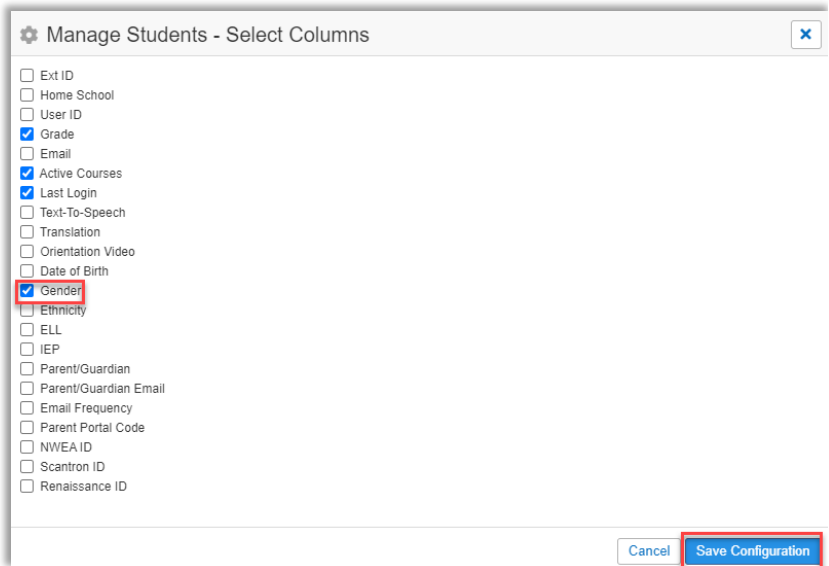 Manage Students - Select Columns
Ext ID
Home School
User ID
Grade
Email
Active Courses
Last Login
Text-To-Speech
Translation
Orientation Video
Date of Birth
Gender
Ethnicity
ELL
IEP
Parent/Guardian
Parent/Guardian Email
Email Frequency
Parent Portal Code
NWEA ID
Scantron ID
Renaissance ID
Cancel Save Configuration